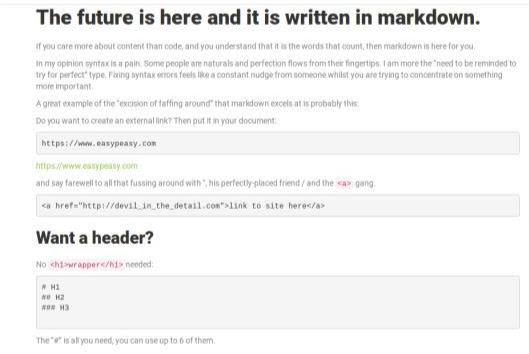 The future is here and it is written in markdown.
If you care more about content than code, and you understand that it is the words that count, then markdown is here for you.
In my opinion syntax is a pain. Some people are naturals and perfection flows from their fingertips. I am more the "need to be reminded to
try for perfect" type. Fixing syntax errors feels like a constant nudge from someone whilst you are trying to concentrate on something
more important.
A great example of the "excision of faffing around" that markdown excels at is probably this:
Do you want to create an external link? Then put it in your document:
https://www.easypeasy.com
https://www.easypeasy.com
and say farewell to all that fussing around with ", his perfectly-placed friend / and the <a> gang.
<a href="http://devil_in_the_detail.com">link to site here</a>
Want a header?
No <h1>wrapper</h1> needed:
# H1
## H2
### H3
The "#" is all you need, you can use up to 6 of them.